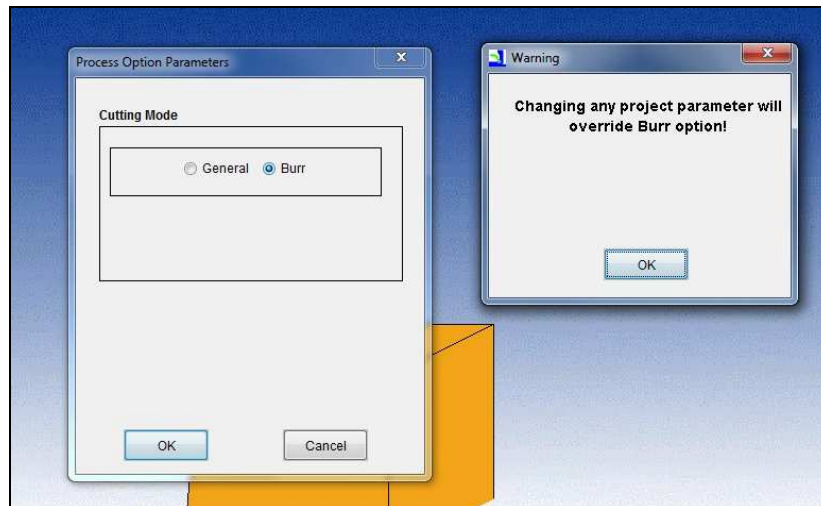 Process Option Parameters
Cutting Mode
General
Burr
OK
Cancel
Warning
Changing any project parameter will
override Burr option!
OK